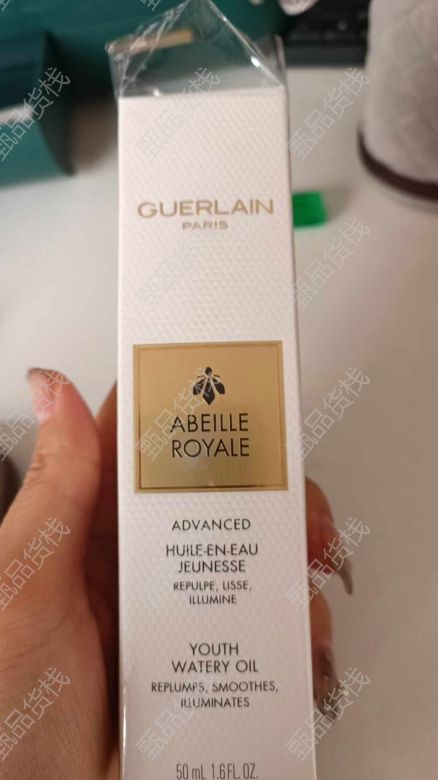 GUERLAIN
PARIS
ABEILLE
ROYALE
ADVANCED
HUILE-EN-EAU
JEUNESSE
REPULPE, LISSE,
ILLUMINE
YOUTH
WATERY OIL
REPLUMPS, SMOOTHES,
ILLUMINATES
50 mL 1.6 FL. OZ.
甄品货栈